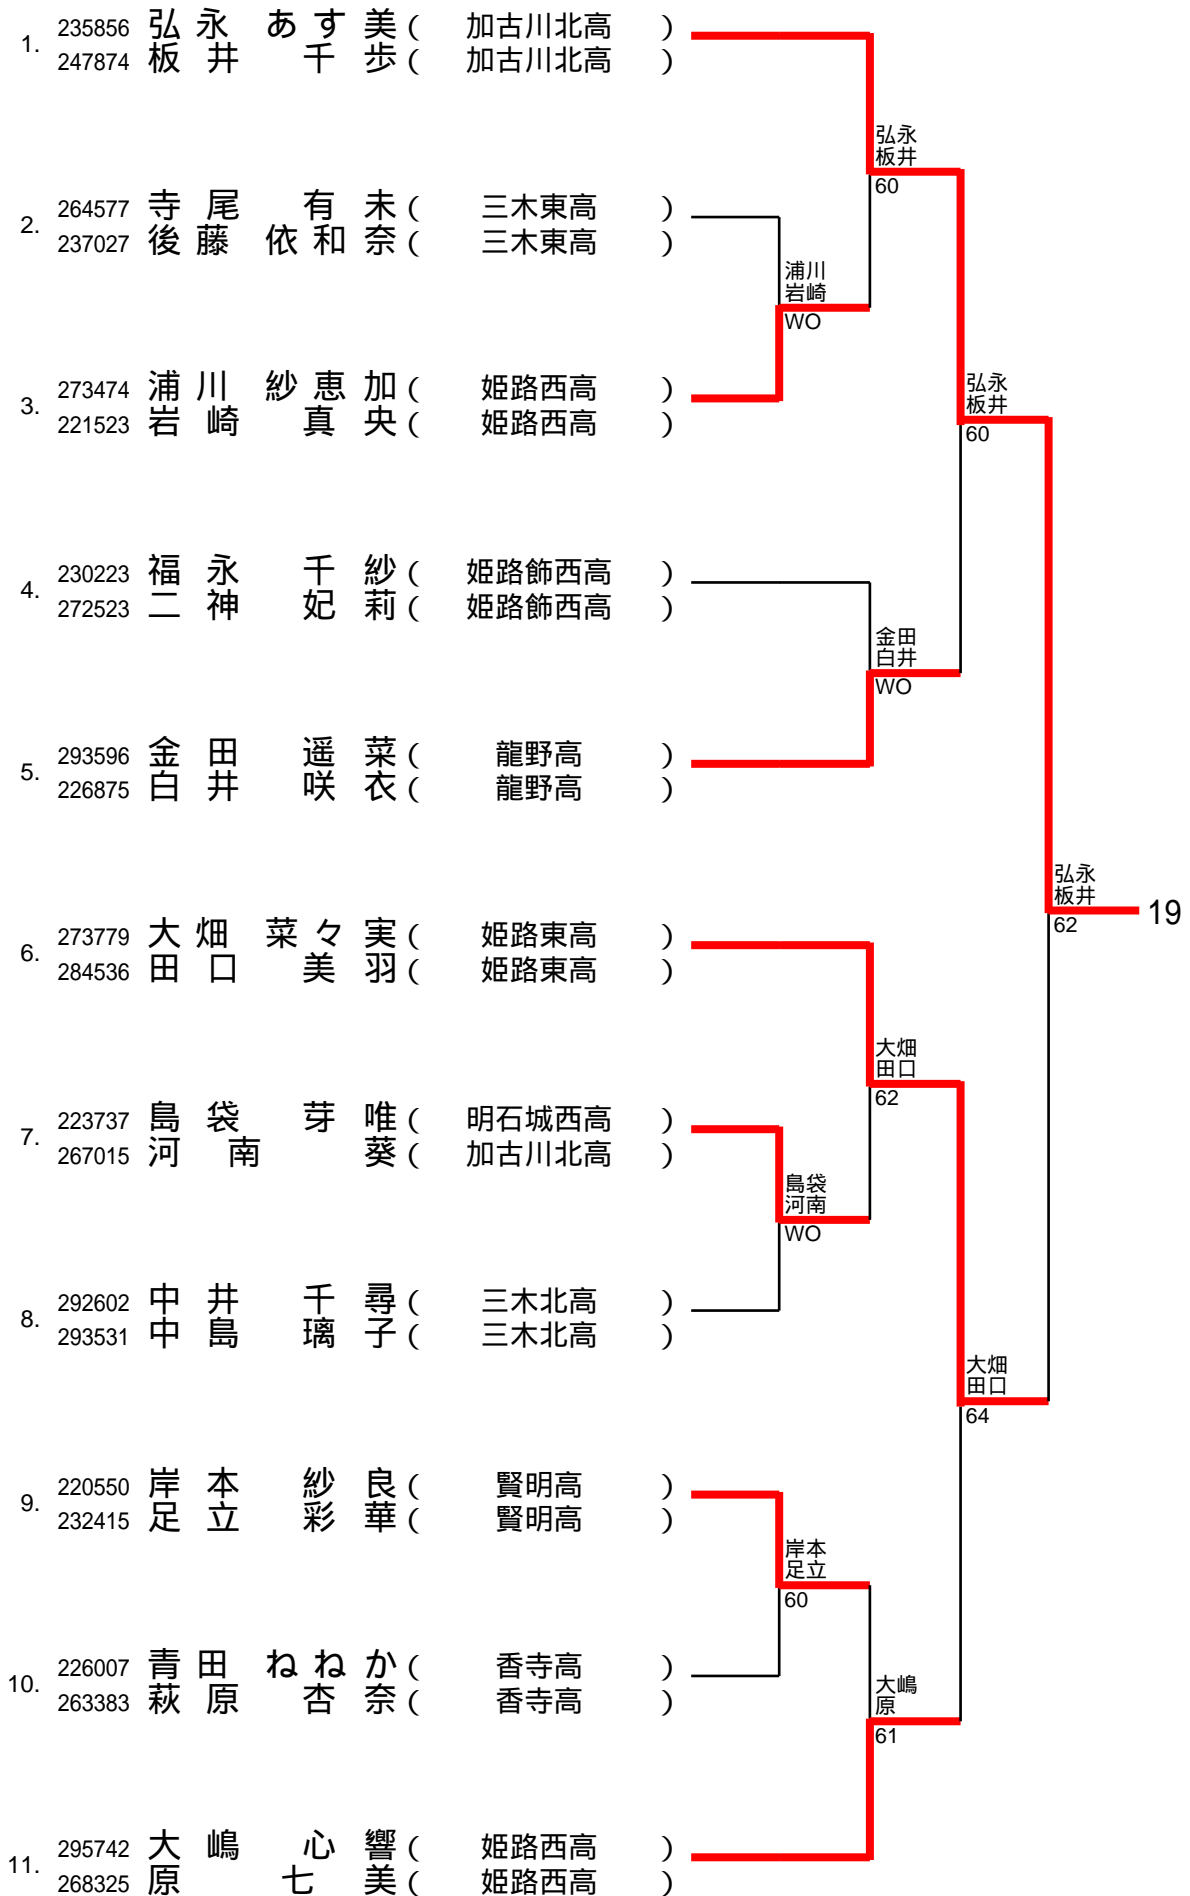 1. 235856 弘永 あす美 ( 加古川北高 )
247874 板井 千歩 ( 加古川北高 )
弘永
板井
60
2. 264577 寺尾 有未 ( 三木東高 )
237027 後藤 依和奈 ( 三木東高 )
浦川
岩崎
WO
3. 273474 浦川 紗恵加 ( 姫路西高 )
221523 岩崎 真央 ( 姫路西高 )
弘永
板井
60
4. 230223 福永 千紗 ( 姫路飾西高 )
272523 二神 妃莉 ( 姫路飾西高 )
金田
白井
WO
5. 293596 金田 遥菜 ( 龍野高 )
226875 白井 咲衣 ( 龍野高 )
弘永
板井
62
19
6. 273779 大畑 菜々実 ( 姫路東高 )
284536 田口 美羽 ( 姫路東高 )
大畑
田口
62
7. 223737 島袋 芽唯 ( 明石城西高 )
267015 河南 葵 ( 加古川北高 )
島袋
河南
WO
8. 292602 中井 千尋 ( 三木北高 )
293531 中島 璃子 ( 三木北高 )
大畑
田口
64
9. 220550 岸本 紗良 ( 賢明高 )
232415 足立 彩華 ( 賢明高 )
岸本
足立
60
10. 226007 青田 ねねか ( 香寺高 )
263383 萩原 杏奈 ( 香寺高 )
大嶋
原
61
11. 295742 大嶋 心響 ( 姫路西高 )
268325 原 七美 ( 姫路西高 )